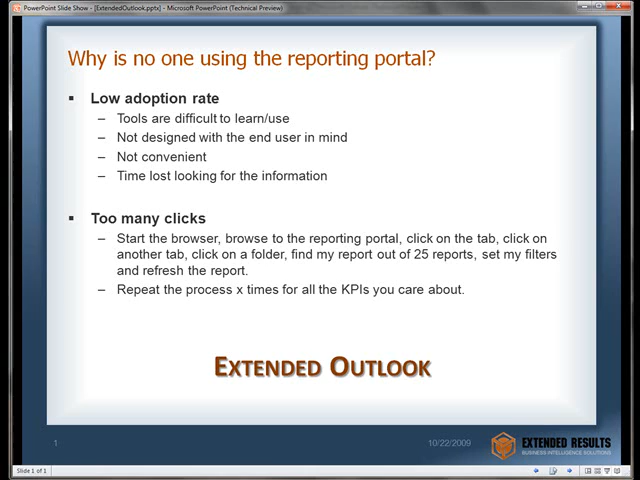 PowerPoint Slide Show - [ExtendedOutlook.pptx] - Microsoft PowerPoint (Technical Preview)
Why is no one using the reporting portal?
▪ Low adoption rate
– Tools are difficult to learn/use
– Not designed with the end user in mind
– Not convenient
– Time lost looking for the information
▪ Too many clicks
– Start the browser, browse to the reporting portal, click on the tab, click on
another tab, click on a folder, find my report out of 25 reports, set my filters
and refresh the report.
– Repeat the process x times for all the KPIs you care about.
EXTENDED OUTLOOK
1
10/22/2009
EXTENDED RESULTS
BUSINESS INTELLIGENCE SOLUTIONS
Slide 1 of 1